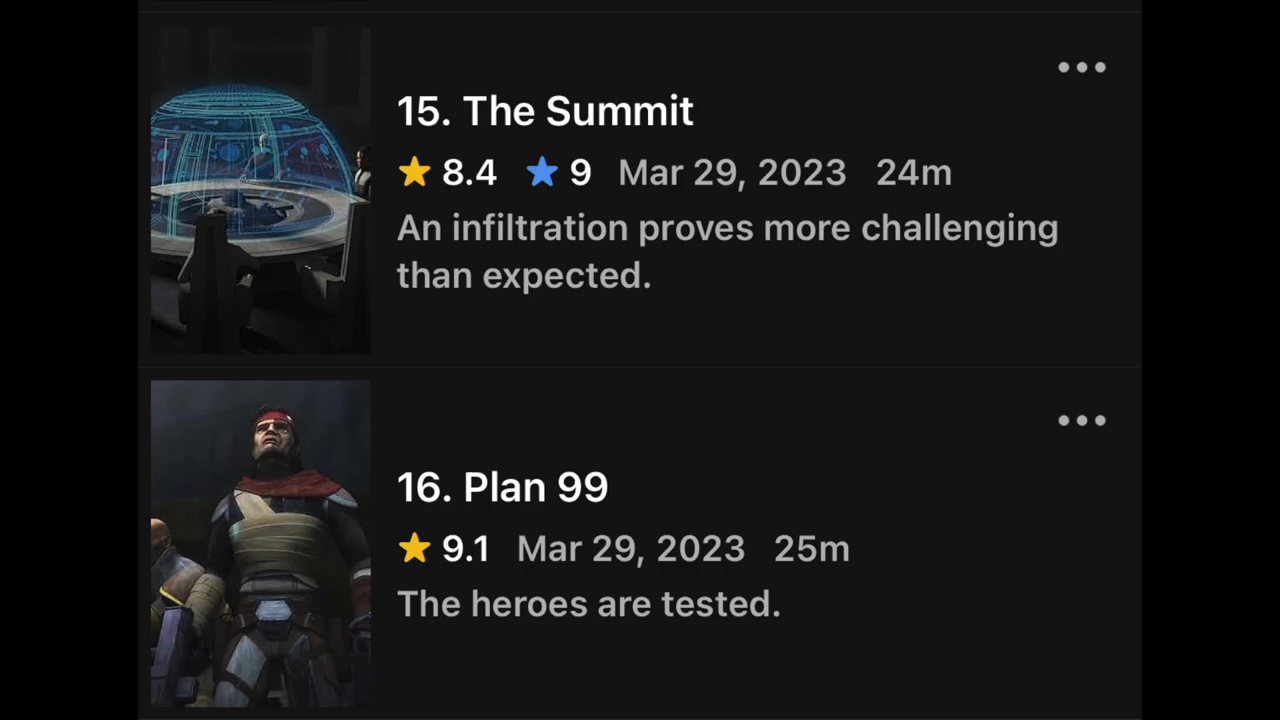 15. The Summit
8.4 9 Mar 29, 2023 24m
An infiltration proves more challenging
than expected.
16. Plan 99
9.1 Mar 29, 2023 25m
The heroes are tested.